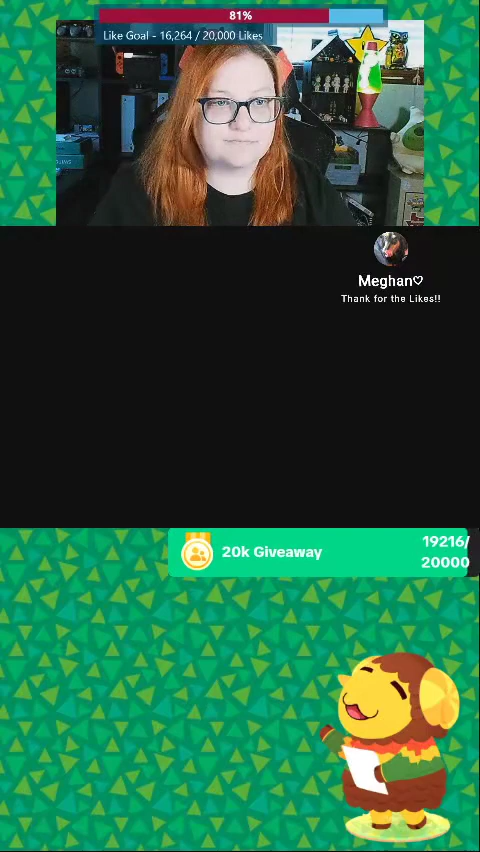 81%
Like Goal - 16,264 / 20,000 Likes
Meghan♡
Thank for the Likes!!
20k Giveaway
19216/
20000